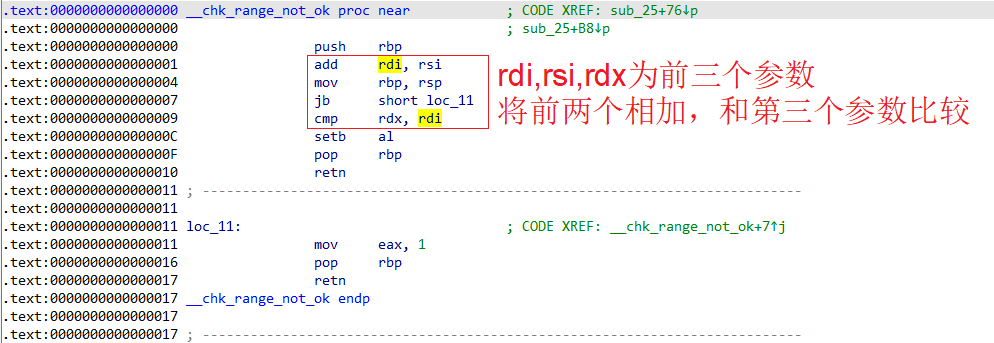 .text:0000000000000000 __chk_range_not_ok proc near ; CODE XREF: sub_25+76↓p
.text:0000000000000000 ; sub_25+B8↓p
.text:0000000000000000 push rbp
.text:0000000000000001 add rdi, rsi
.text:0000000000000004 mov rbp, rsp
.text:0000000000000007 jb short loc_11
.text:0000000000000009 cmp rdx, rdi
.text:000000000000000C setb al
.text:000000000000000F pop rbp
.text:0000000000000010 retn
.text:0000000000000011 ; ---------------------------------------------------------------------------
.text:0000000000000011
.text:0000000000000011 loc_11: ; CODE XREF: __chk_range_not_ok+7↑j
.text:0000000000000011 mov eax, 1
.text:0000000000000016 pop rbp
.text:0000000000000017 retn
.text:0000000000000017 __chk_range_not_ok endp
.text:0000000000000017
.text:0000000000000017 ; ---------------------------------------------------------------------------
rdi,rsi,rdx为前三个参数
将前两个相加，和第三个参数比较